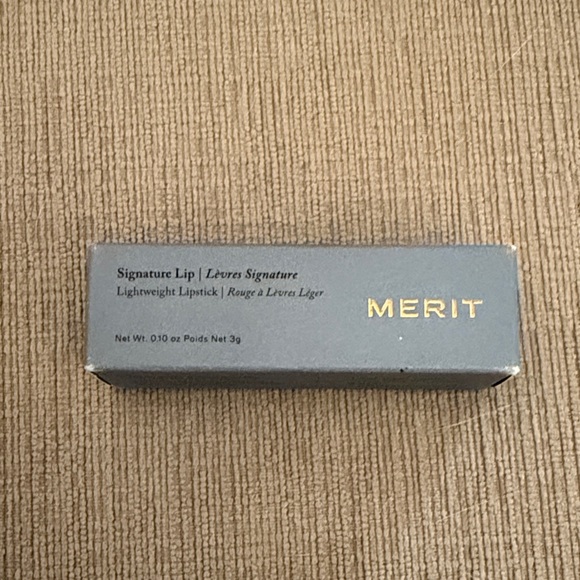 Signature Lip | Lèvres Signature
Lightweight Lipstick | Rouge à Lèvres Léger
MERIT
Net Wt. 0.10 oz Poids Net 3g